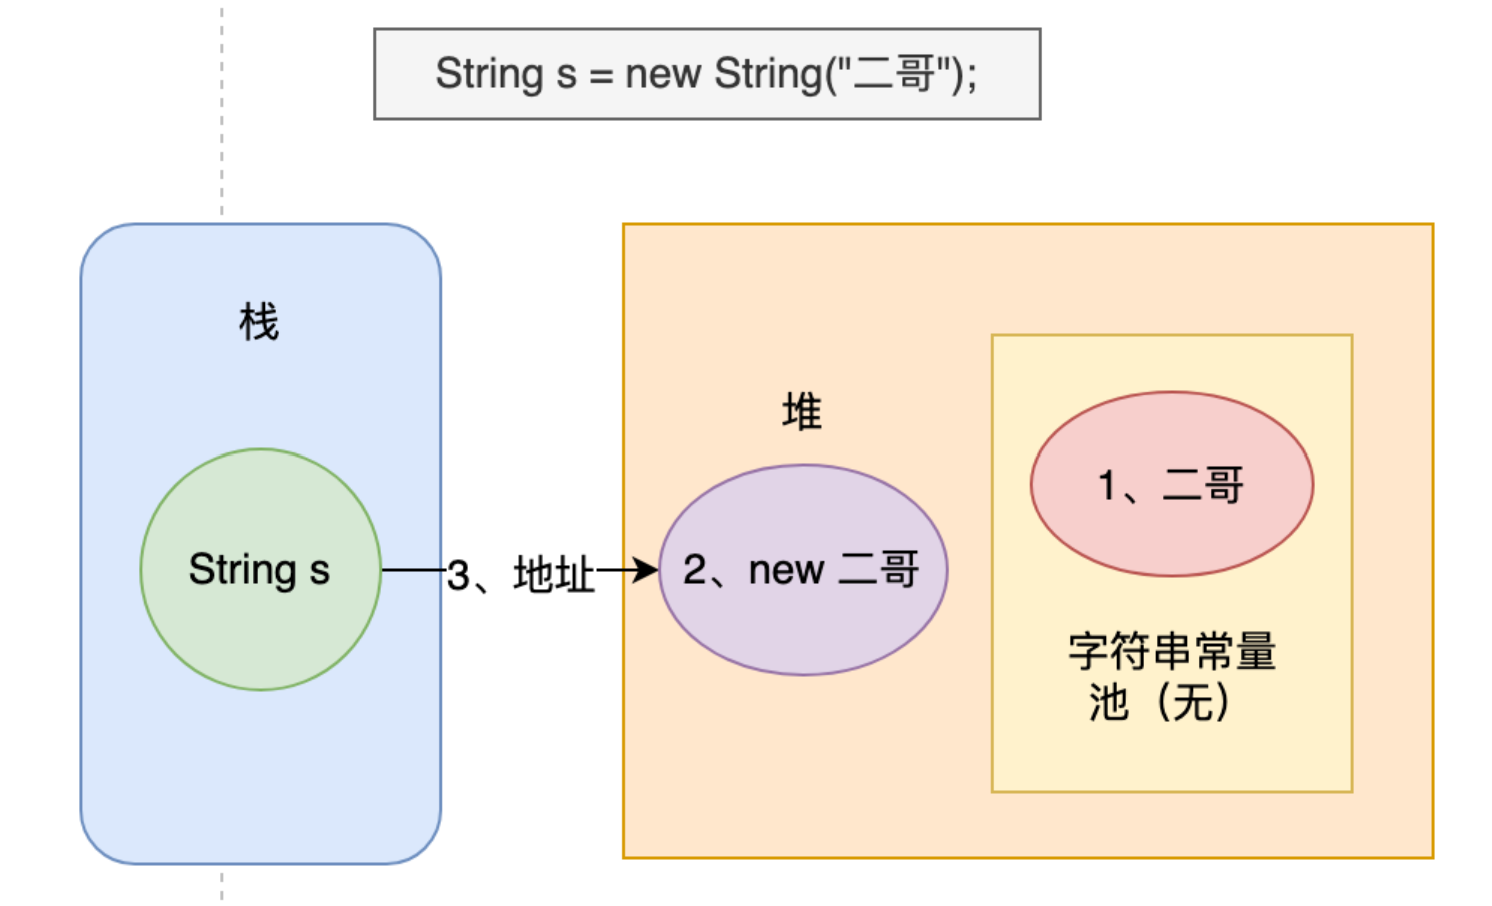 String s = new String("二哥");
栈
堆
1、二哥
String s
3、地址
2、new 二哥
字符串常量
池（无）